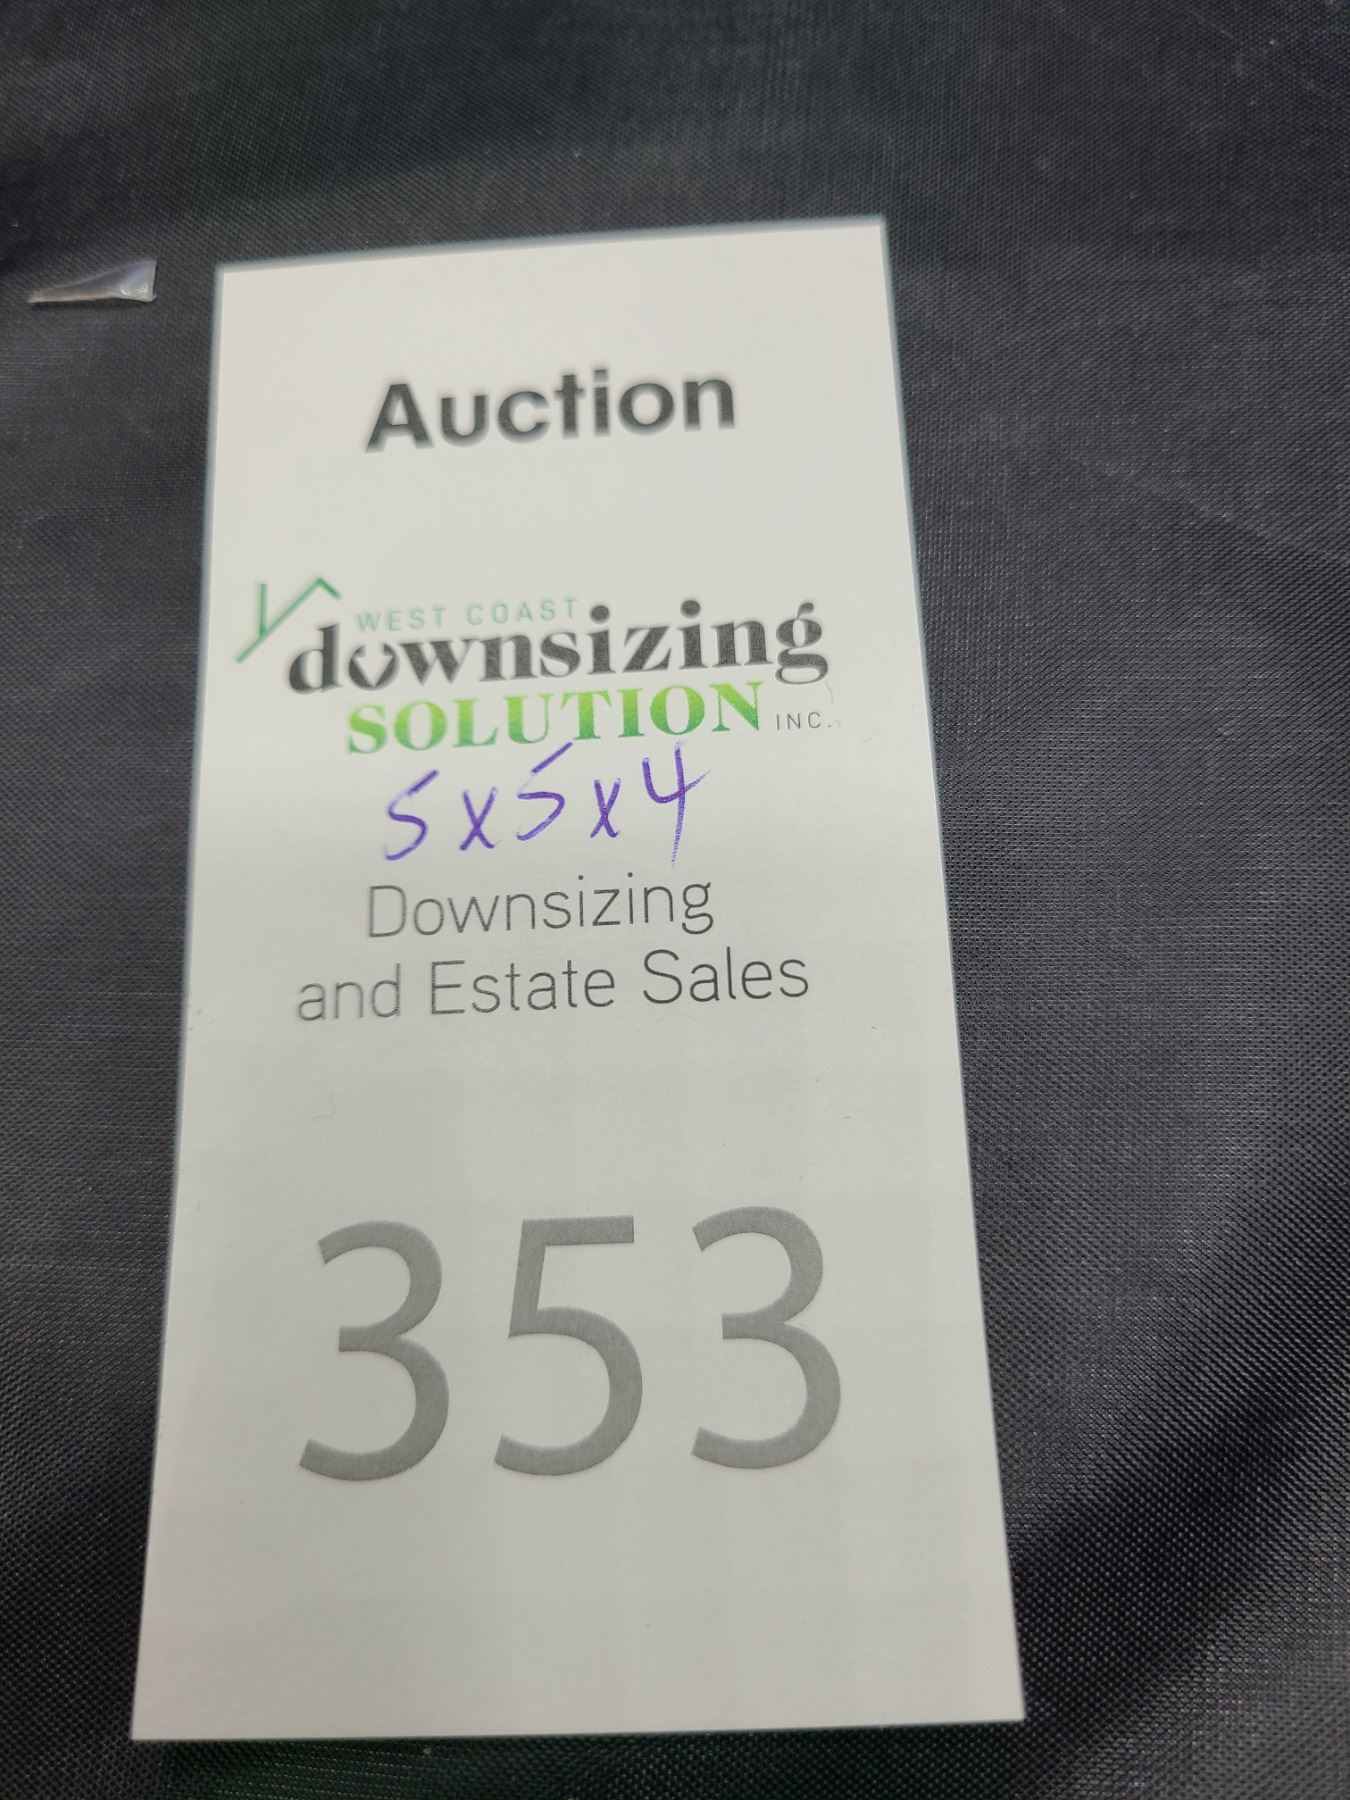 Auction
WEST COAST
downsizing
SOLUTION INC.
5x5x4
Downsizing
and Estate Sales
353